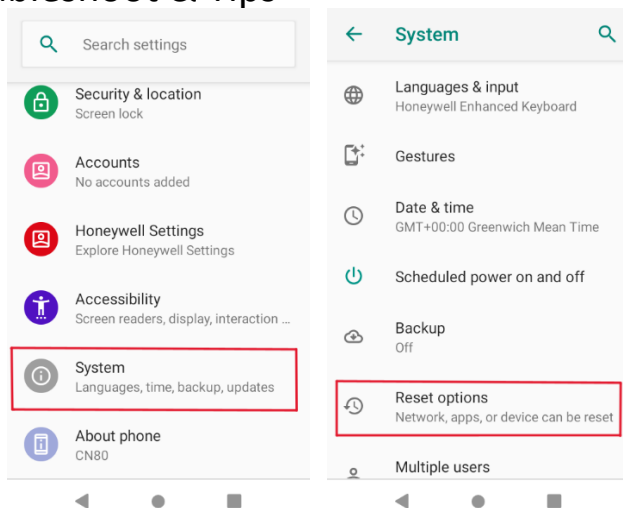 Search settings
Security & location
Screen lock
Accounts
No accounts added
Honeywell Settings
Explore Honeywell Settings
Accessibility
Screen readers, display, interaction ...
System
Languages, time, backup, updates
About phone
CN80
System
Languages & input
Honeywell Enhanced Keyboard
Gestures
Date & time
GMT+00:00 Greenwich Mean Time
Scheduled power on and off
Backup
Off
Reset options
Network, apps, or device can be reset
Multiple users